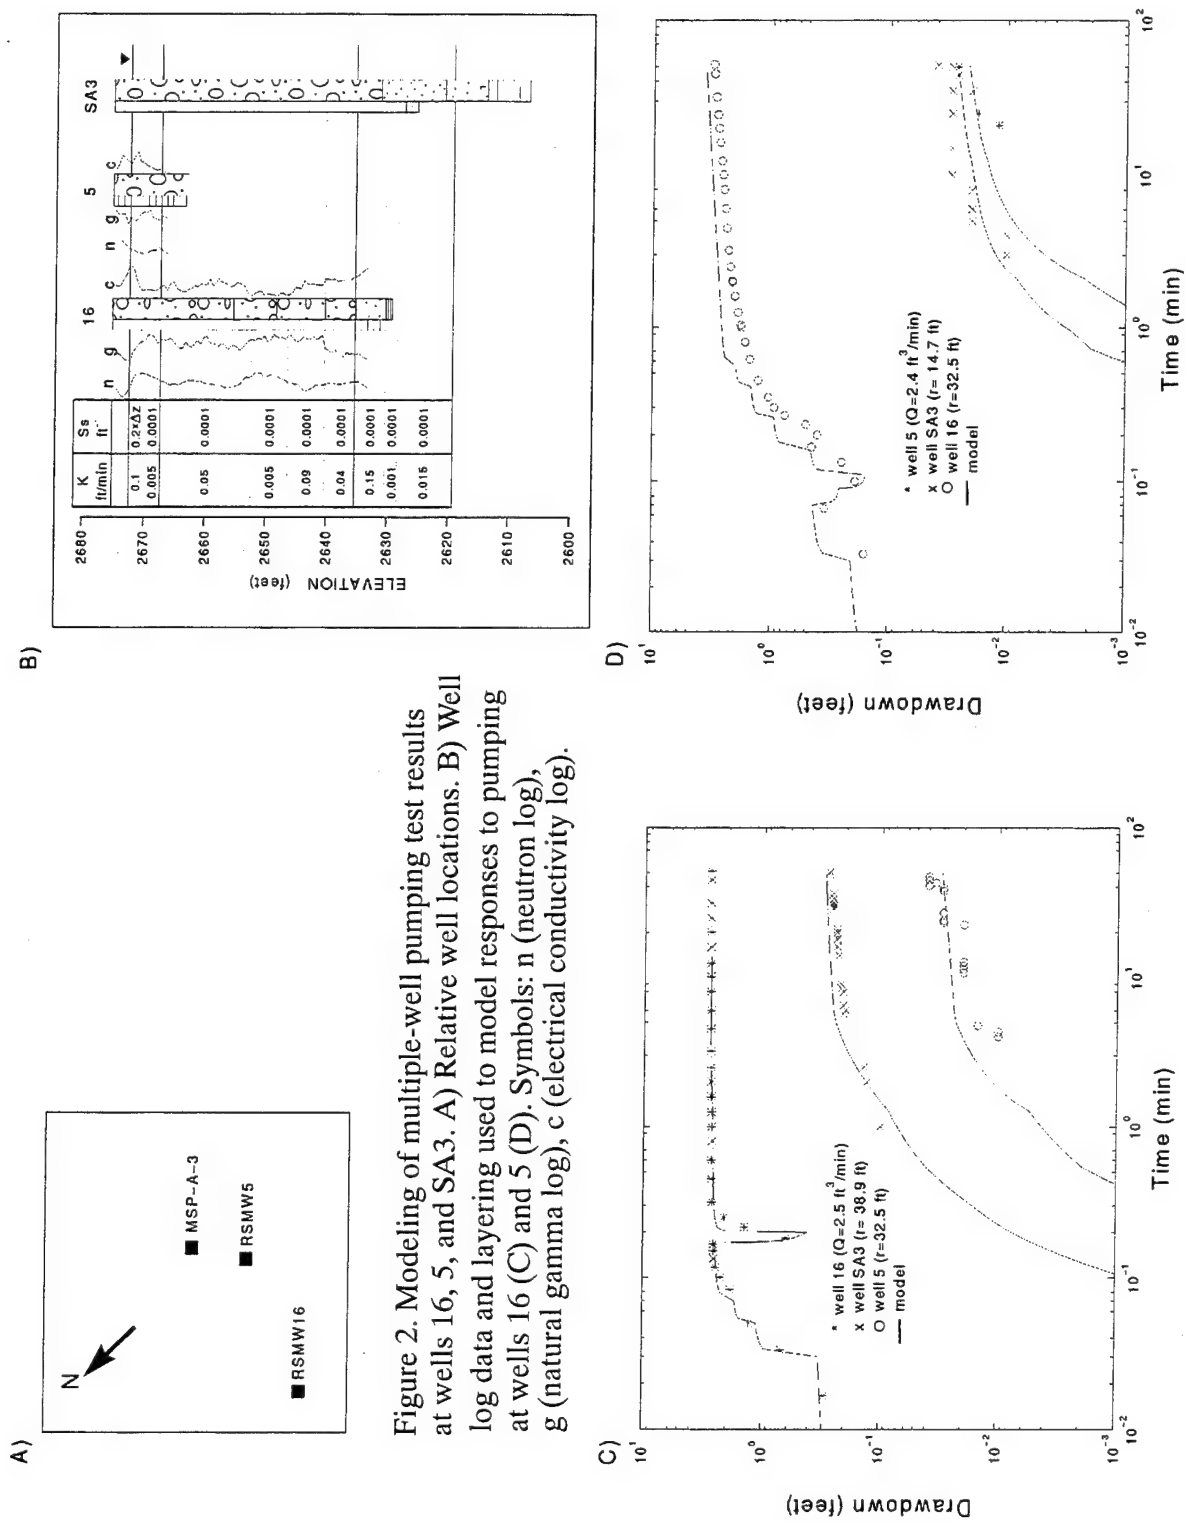 A)
N
MSP-A-3
RSMW5
RSMW16
B)
2680
2670
2660
2650
2640
2630
2620
2610
2600
ELEVATION
(feet)
K Ss
ft/min ft⁻¹
0.1 0.2×Δz
0.005 0.0001
0.05 0.0001
0.005 0.0001
0.09 0.0001
0.04 0.0001
0.15 0.0001
0.001 0.0001
0.015 0.0001
n g 16 c n g 5 c SA3
Figure 2. Modeling of multiple-well pumping test results
at wells 16, 5, and SA3. A) Relative well locations. B) Well
log data and layering used to model responses to pumping
at wells 16 (C) and 5 (D). Symbols: n (neutron log),
g (natural gamma log), c (electrical conductivity log).
C)
Drawdown (feet)
10¹
10⁰
10⁻¹
10⁻²
10⁻³
* well 16 (Q=2.5 ft³/min)
x well SA3 (r= 38.9 ft)
O well 5 (r=32.5 ft)
— model
10⁻² 10⁻¹ 10⁰ 10¹ 10²
Time (min)
D)
Drawdown (feet)
10¹
10⁰
10⁻¹
10⁻²
10⁻³
* well 5 (Q=2.4 ft³/min)
x well SA3 (r= 14.7 ft)
O well 16 (r=32.5 ft)
— model
10⁻² 10⁻¹ 10⁰ 10¹ 10²
Time (min)